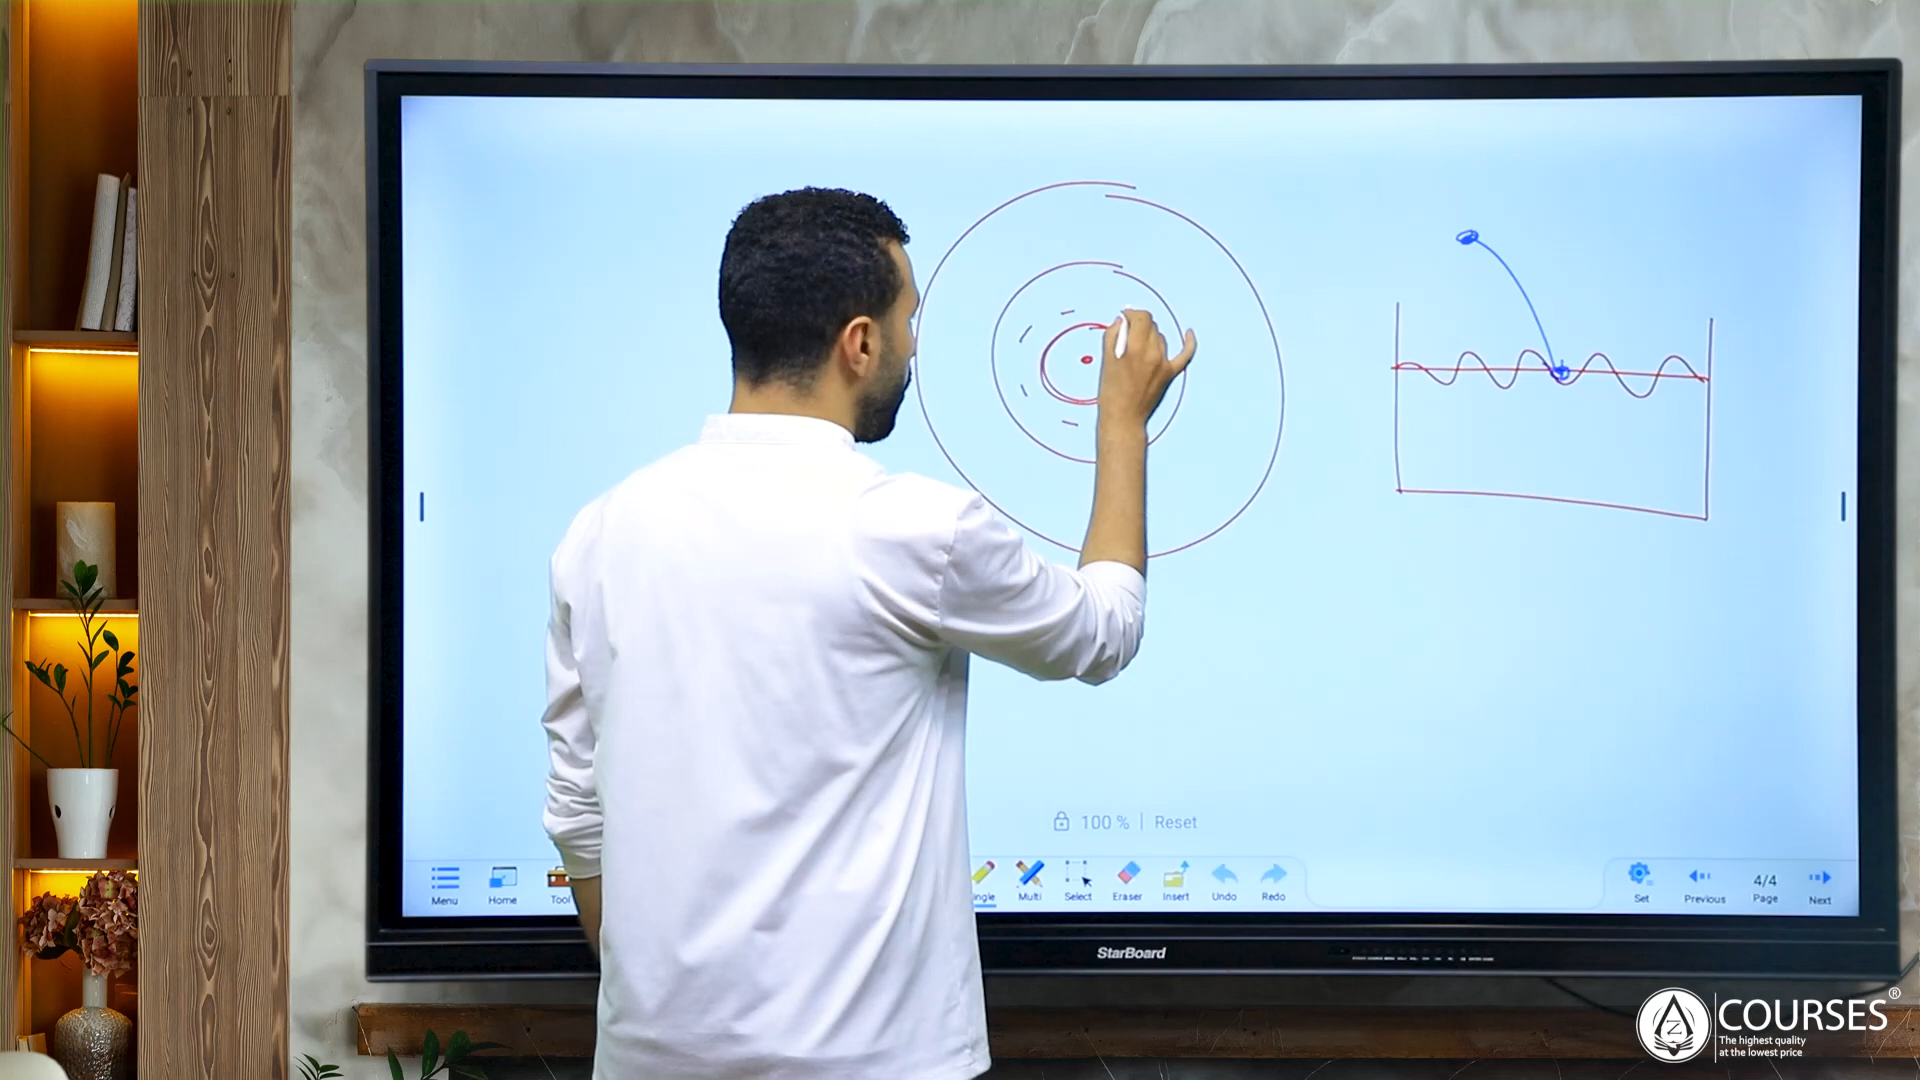 100 % | Reset
Menu
Home
Tool
ngle
Multi
Select
Eraser
Insert
Undo
Redo
Set
Previous
4/4
Page
Next
StarBoard
COURSES®
The highest quality
at the lowest price